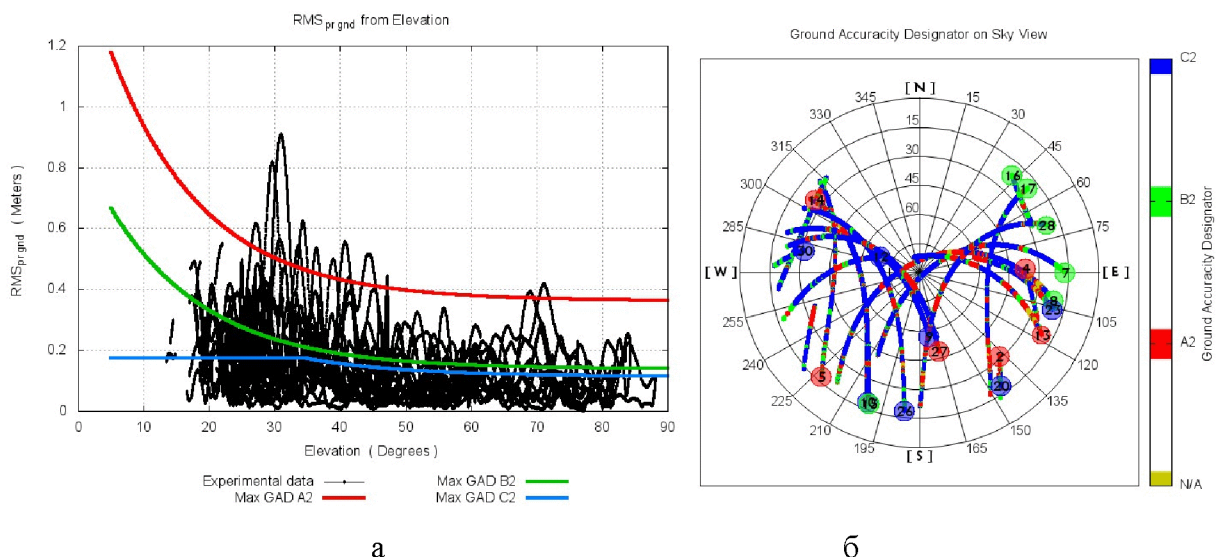 RMS pr gnd from Elevation
1.2
1
0.8
0.6
0.4
0.2
0
RMS pr gnd ( Meters )
0 10 20 30 40 50 60 70 80 90
Elevation ( Degrees )
Experimental data
Max GAD A2
Max GAD B2
Max GAD C2
а
Ground Accuracity Designator on Sky View
[ N ]
15
30
45
60
75
[ E ]
105
120
135
150
165
[ S ]
195
210
225
240
255
[ W ]
285
300
315
330
345
15
30
45
60
16
17
28
7
4
8
23
13
2
20
27
26
5
30
14
C2
B2
A2
N/A
Ground Accuracity Designator
б